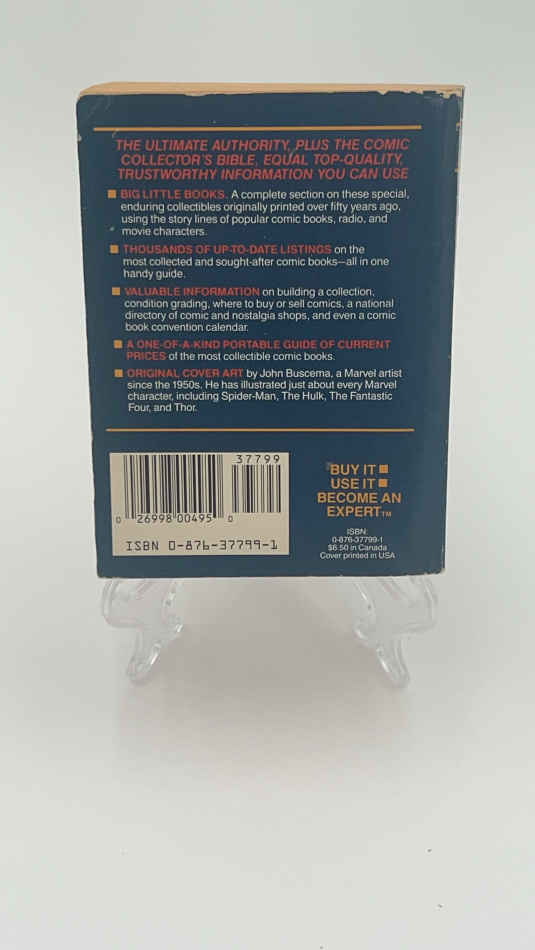 THE ULTIMATE AUTHORITY, PLUS THE COMIC
COLLECTOR'S BIBLE, EQUAL TOP-QUALITY,
TRUSTWORTHY INFORMATION YOU CAN USE
BIG LITTLE BOOKS. A complete section on these special,
enduring collectibles originally printed over fifty years ago,
using the story lines of popular comic books, radio, and
movie characters.
THOUSANDS OF UP-TO-DATE LISTINGS on the
most collected and sought-after comic books—all in one
handy guide.
VALUABLE INFORMATION on building a collection,
condition grading, where to buy or sell comics, a national
directory of comic and nostalgia shops, and even a comic
book convention calendar.
A ONE-OF-A-KIND PORTABLE GUIDE OF CURRENT
PRICES of the most collectible comic books.
ORIGINAL COVER ART by John Buscema, a Marvel artist
since the 1950s. He has illustrated just about every Marvel
character, including Spider-Man, The Hulk, The Fantastic
Four, and Thor.
37799
0 26998 00495 0
ISBN 0-876-37799-1
BUY IT
USE IT
BECOME AN
EXPERT™
ISBN:
0-876-37799-1
$6.50 in Canada
Cover printed in USA